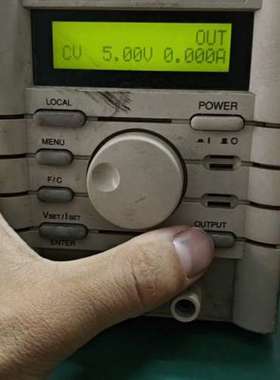 OUT
CV 5.00V 0.000A
LOCAL
POWER
MENU
F/C
VSET/ISET
OUTPUT
ENTER